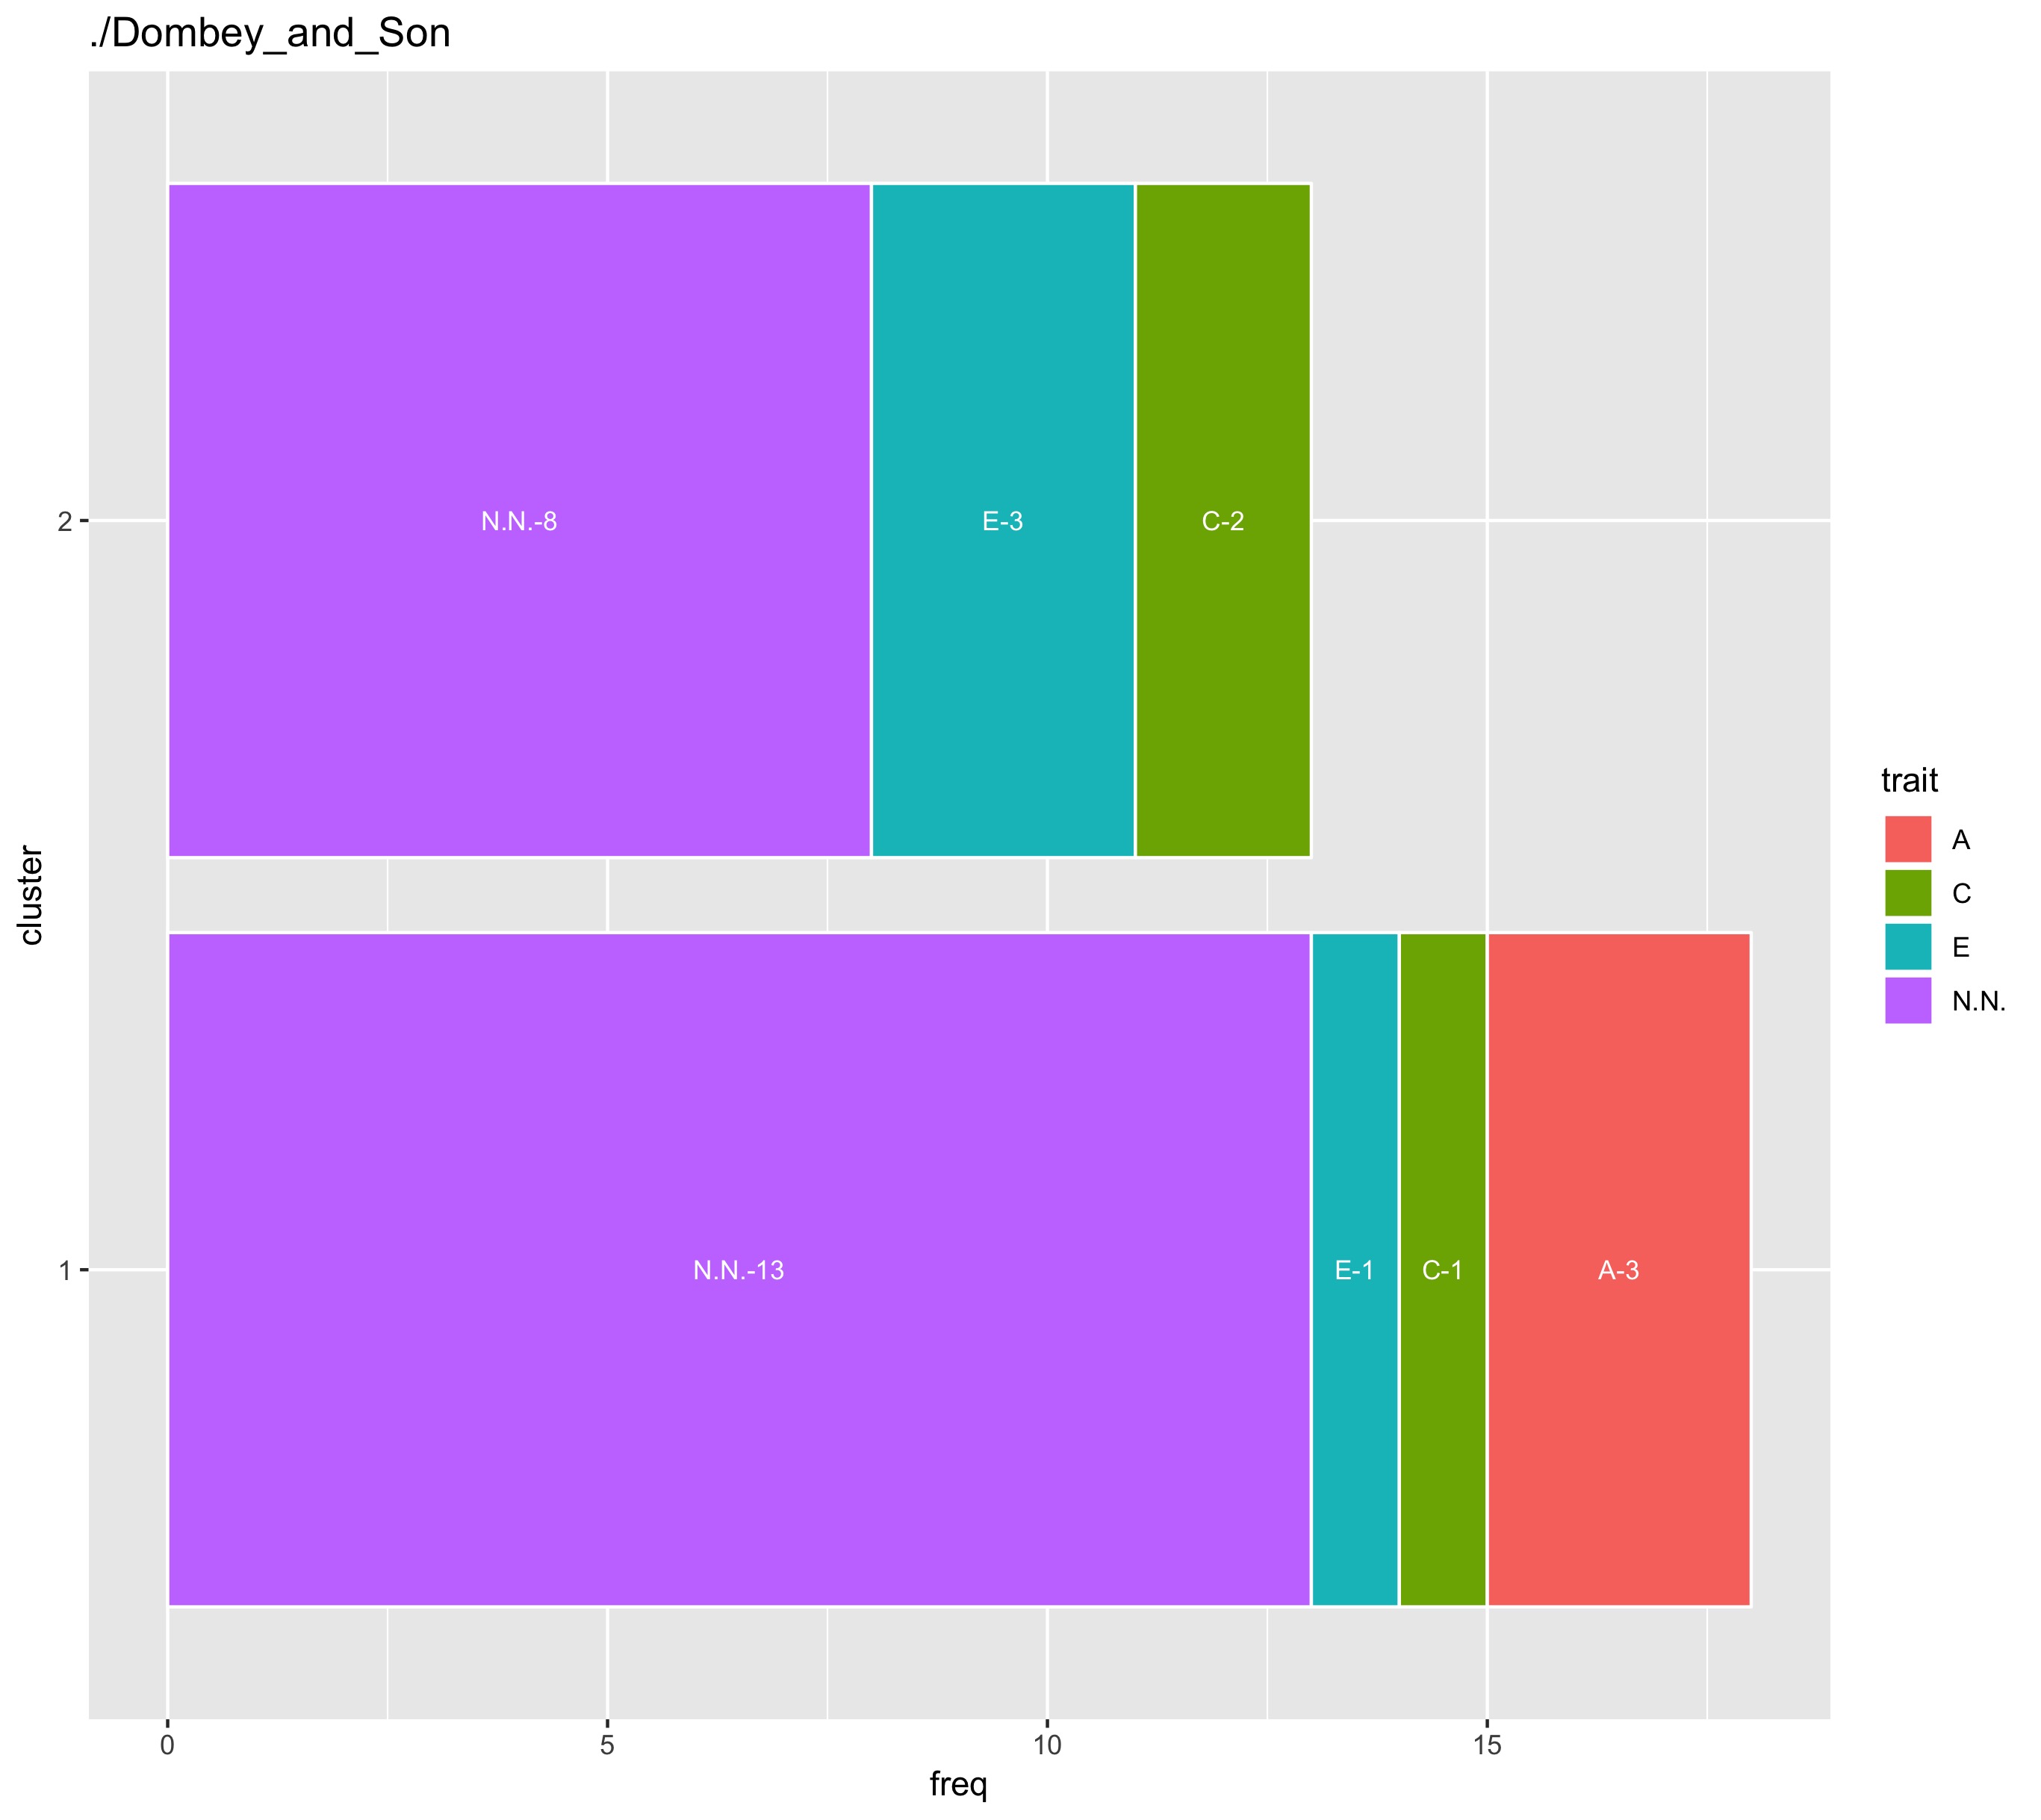 ./Dombey_and_Son
2
N.N.-8 E-3 C-2
cluster
1
N.N.-13 E-1 C-1 A-3
0 5 10 15
freq
trait
A
C
E
N.N.